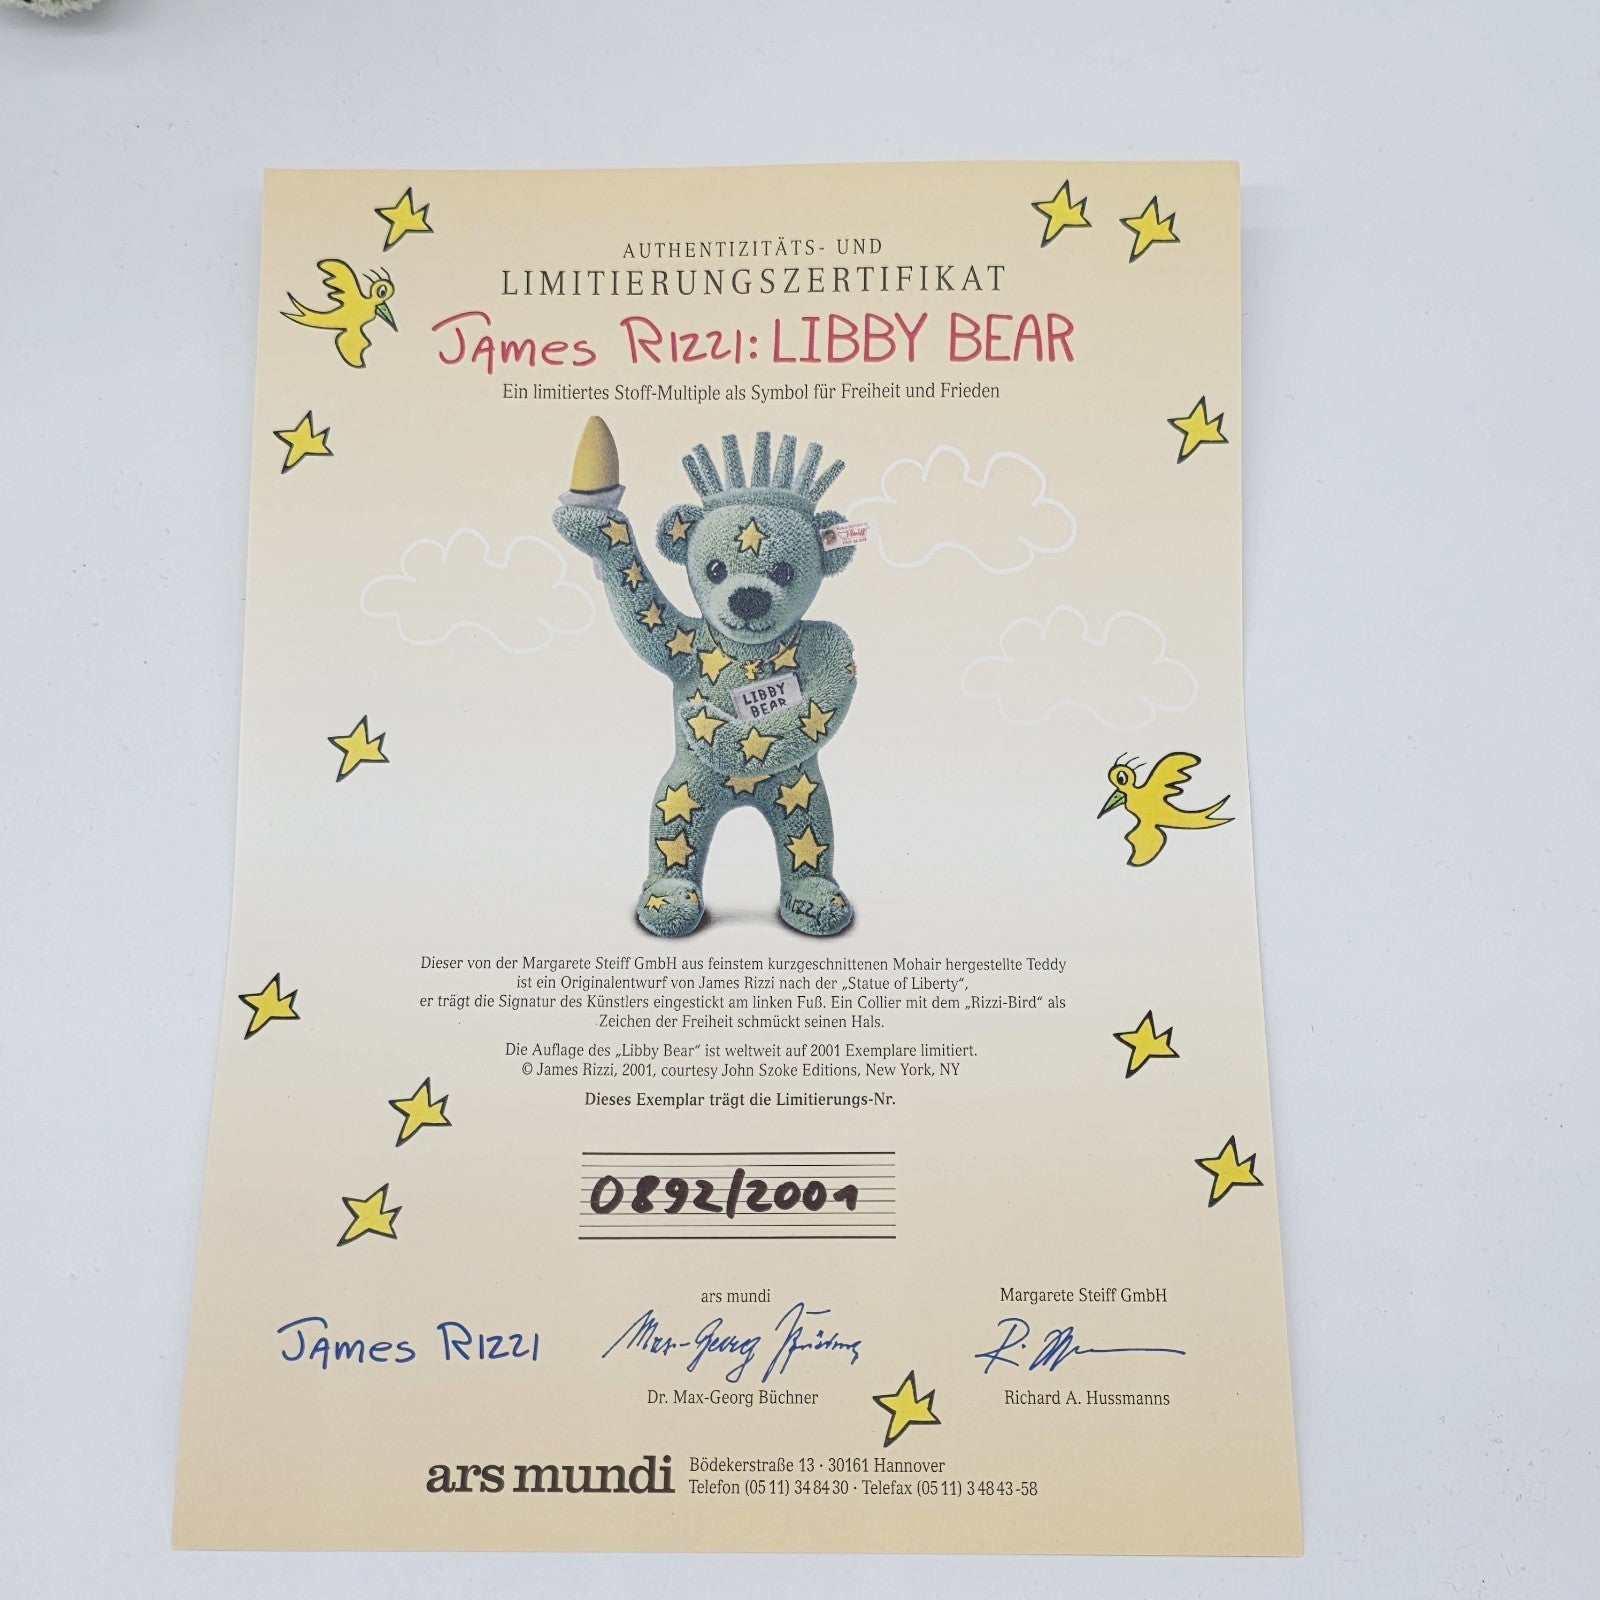 AUTHENTIZITÄTS- UND
LIMITIERUNGSZERTIFIKAT
JAmes Rizzi: LIBBY BEAR
Ein limitiertes Stoff-Multiple als Symbol für Freiheit und Frieden
Steiff
LIBBY
BEAR
RIZZI
Dieser von der Margarete Steiff GmbH aus feinstem kurzgeschnittenen Mohair hergestellte Teddy
ist ein Originalentwurf von James Rizzi nach der „Statue of Liberty“,
er trägt die Signatur des Künstlers eingestickt am linken Fuß. Ein Collier mit dem „Rizzi-Bird“ als
Zeichen der Freiheit schmückt seinen Hals.
Die Auflage des „Libby Bear“ ist weltweit auf 2001 Exemplare limitiert.
© James Rizzi, 2001, courtesy John Szoke Editions, New York, NY
Dieses Exemplar trägt die Limitierungs-Nr.
0892/2001
ars mundi
Margarete Steiff GmbH
JAmes Rizzi
Max-Georg Büchner
Dr. Max-Georg Büchner
Richard A. Hussmanns
ars mundi
Bödekerstraße 13 · 30161 Hannover
Telefon (05 11) 34 84 30 · Telefax (05 11) 3 48 43-58